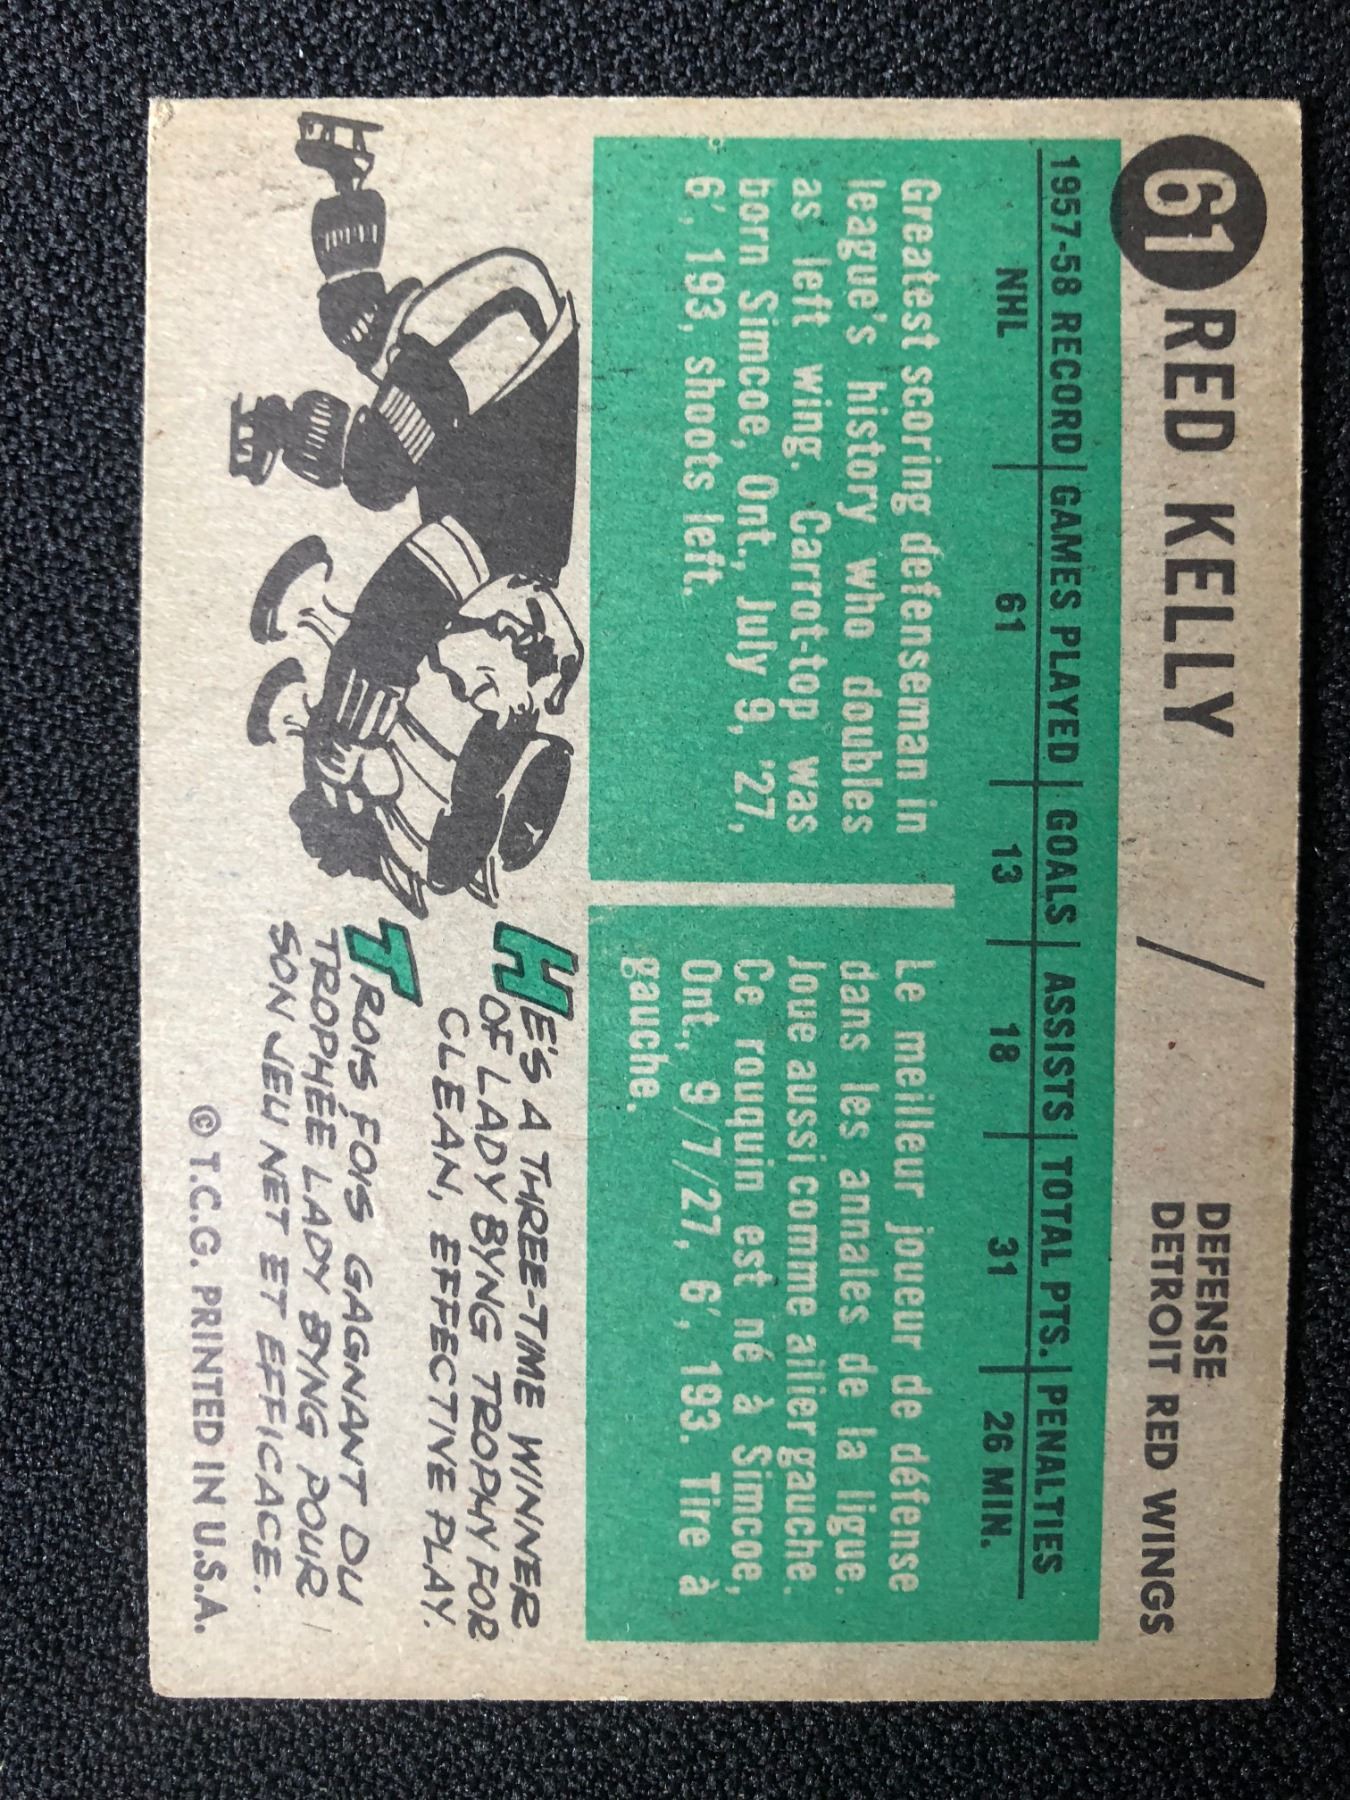 61 RED KELLY / DEFENSE
DETROIT RED WINGS
1957-58 RECORD GAMES PLAYED GOALS ASSISTS TOTAL PTS. PENALTIES
NHL 61 13 18 31 26 MIN.
Greatest scoring defenseman in
league's history who doubles
as left wing. Carrot-top was
born Simcoe, Ont., July 9, '27,
6', 193, shoots left.
Le meilleur joueur de défense
dans les annales de la ligue.
Joue aussi comme ailier gauche.
Ce rouquin est né à Simcoe,
Ont., 9/7/27, 6', 193. Tire à
gauche.
HE'S A THREE-TIME WINNER
OF LADY BYNG TROPHY FOR
CLEAN, EFFECTIVE PLAY.
TROIS FOIS GAGNANT DU
TROPHEE LADY BYNG POUR
SON JEU NET ET EFFICACE.
© T.C.G. PRINTED IN U.S.A.